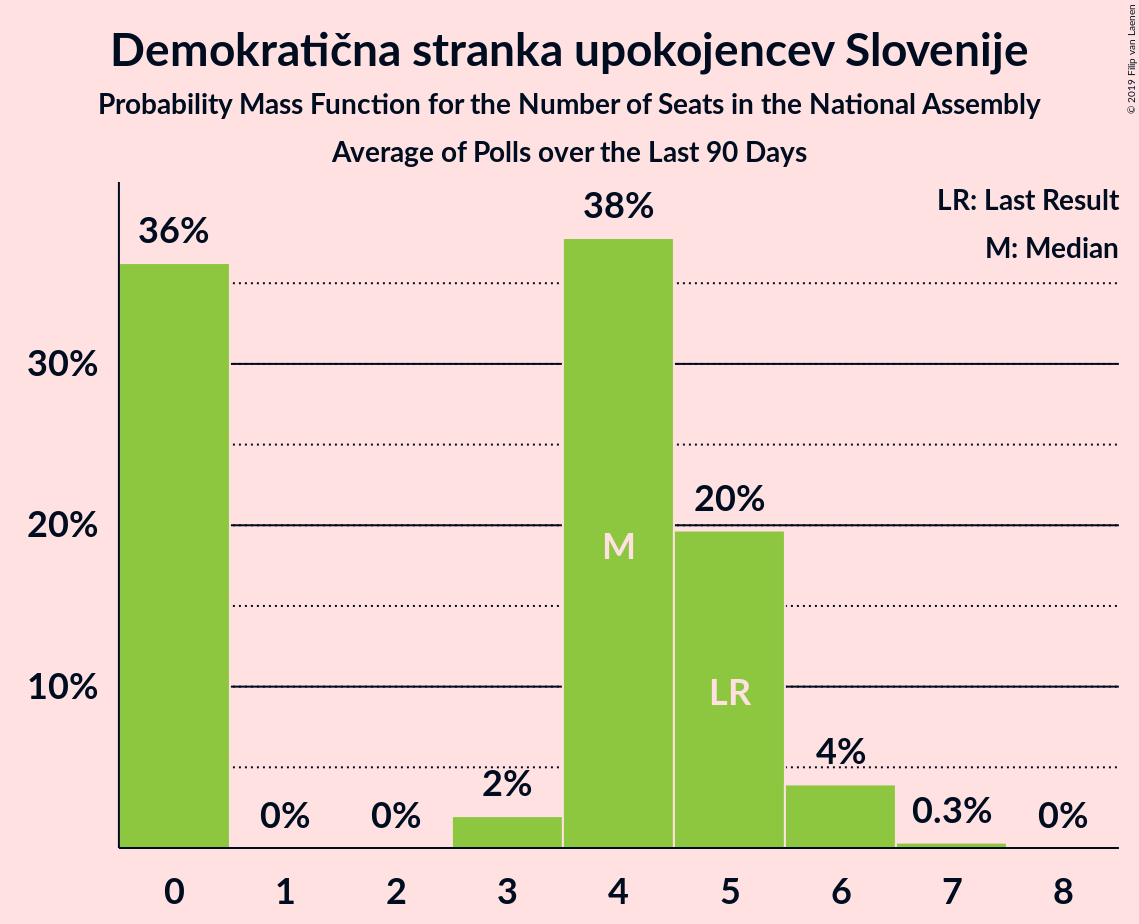 Demokratična stranka upokojencev Slovenije
Probability Mass Function for the Number of Seats in the National Assembly
Average of Polls over the Last 90 Days
© 2019 Filip van Laenen
LR: Last Result
M: Median
36%
0%
0%
2%
38%
20%
4%
0.3%
0%
M
LR
30%
20%
10%
0
1
2
3
4
5
6
7
8